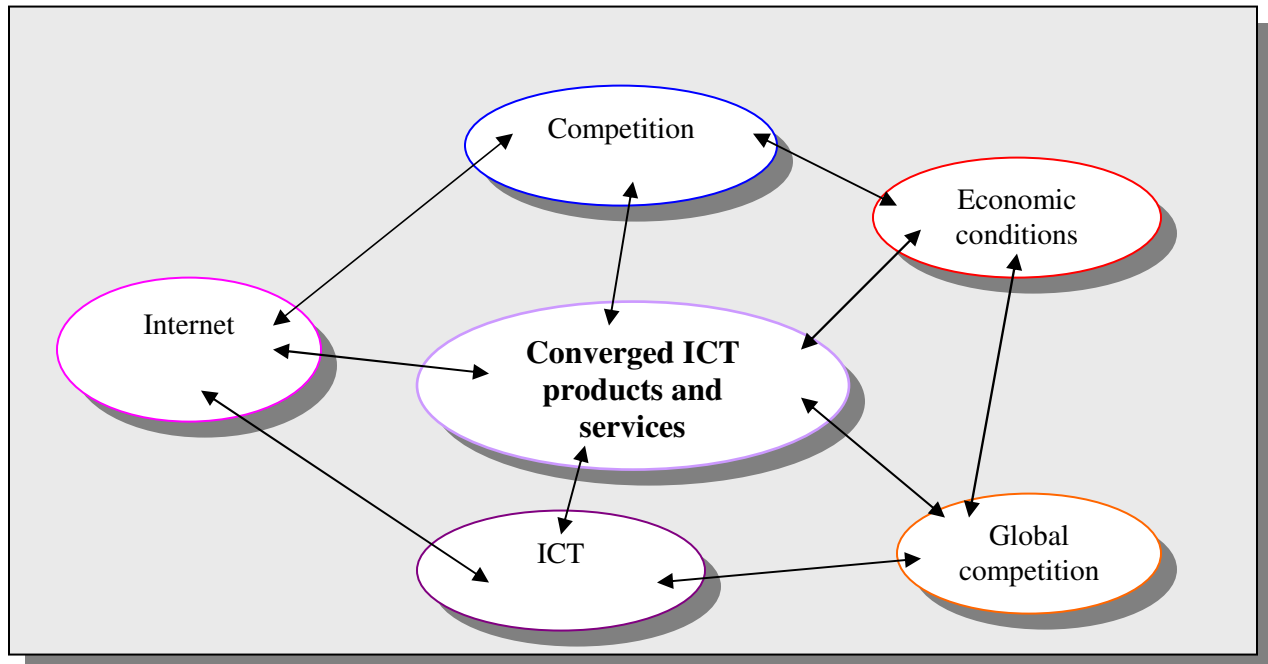 Competition
Economic
conditions
Internet
Converged ICT
products and
services
ICT
Global
competition